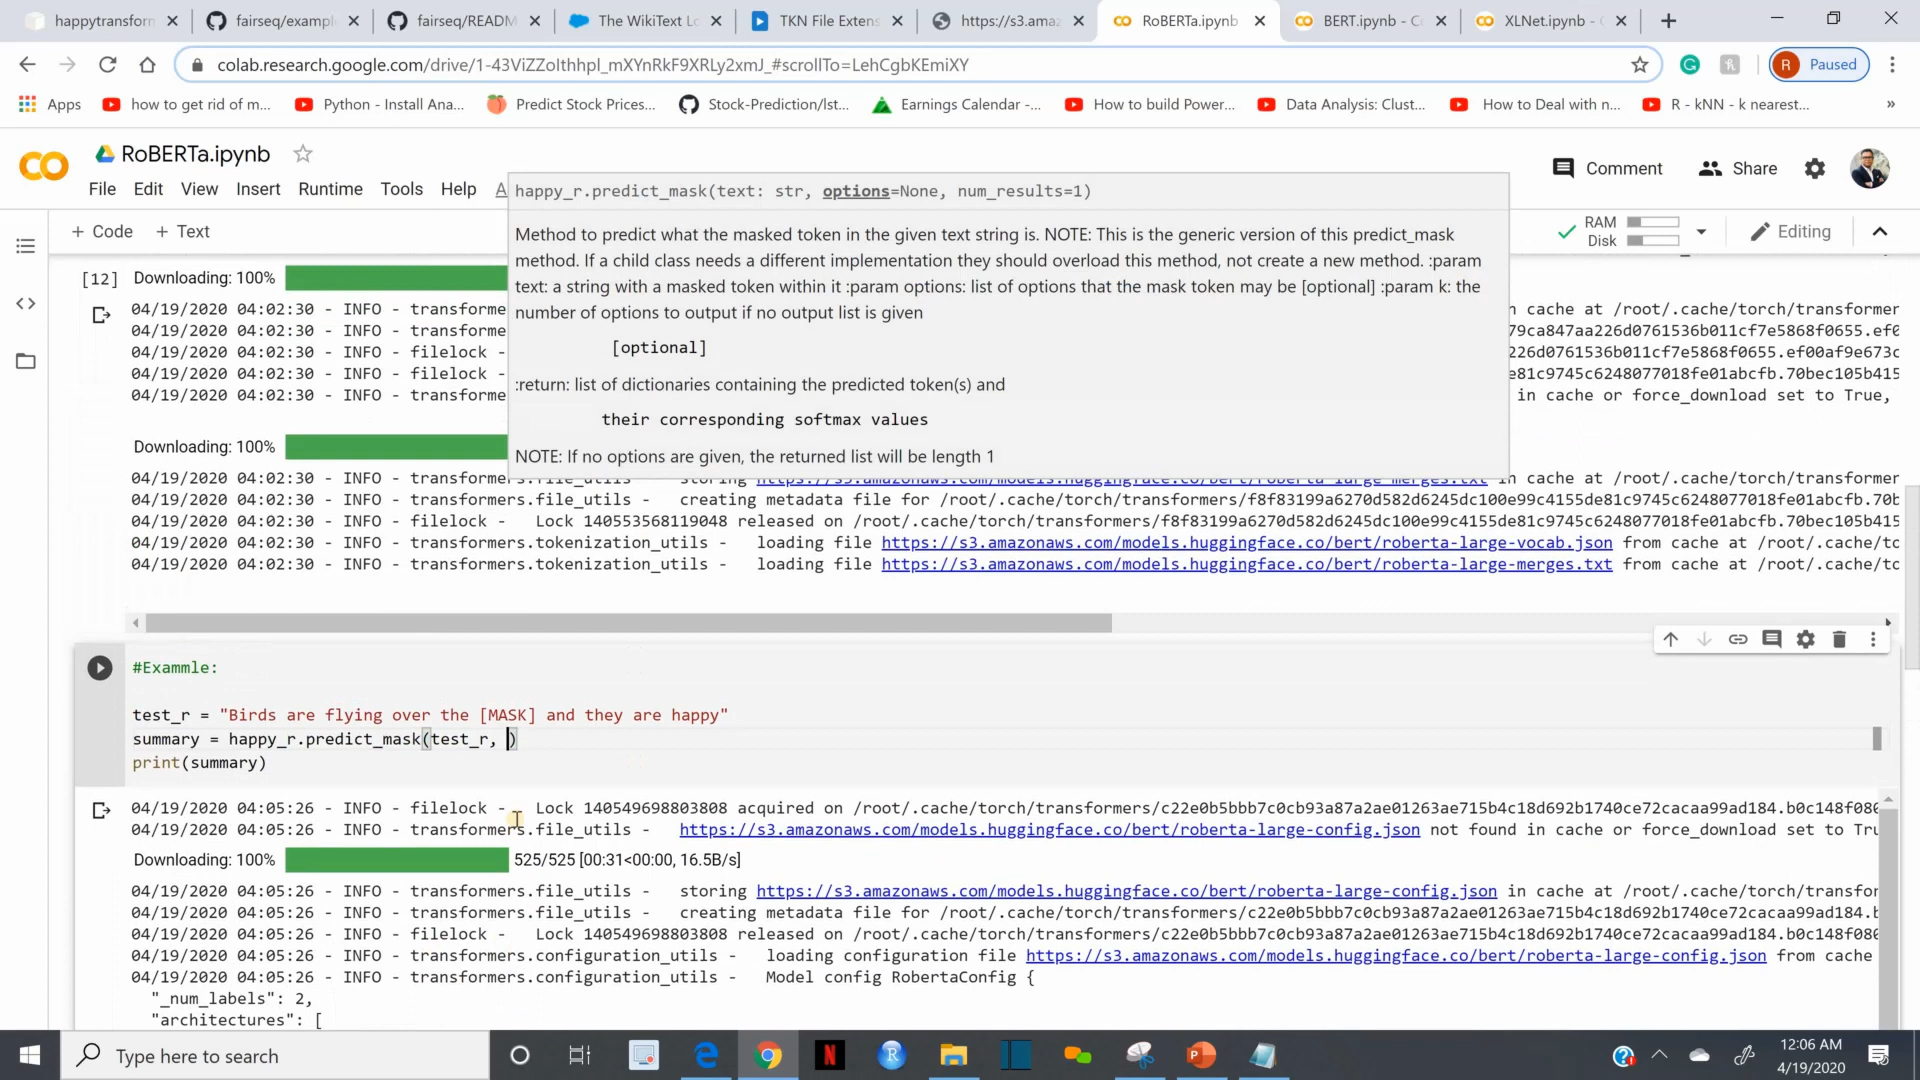 happytransform
fairseq/exampl
fairseq/READM
The WikiText Lo
TKN File Extens
https://s3.amaz
RoBERTa.ipynb
BERT.ipynb - C
XLNet.ipynb -
colab.research.google.com/drive/1-43ViZZolthhpl_mXYnRkF9XRLy2xmJ_#scrollTo=LehCgbKEmiXY
R Paused
Apps
how to get rid of m...
Python - Install Ana...
Predict Stock Prices...
Stock-Prediction/lst...
Earnings Calendar -...
How to build Power...
Data Analysis: Clust...
How to Deal with n...
R - kNN - k nearest...
»
RoBERTa.ipynb
File Edit View Insert Runtime Tools Help
Comment
Share
+ Code + Text
RAM
Disk
Editing
happy_r.predict_mask(text: str, options=None, num_results=1)
Method to predict what the masked token in the given text string is. NOTE: This is the generic version of this predict_mask
method. If a child class needs a different implementation they should overload this method, not create a new method. :param
text: a string with a masked token within it :param options: list of options that the mask token may be [optional] :param k: the
number of options to output if no output list is given
[optional]
:return: list of dictionaries containing the predicted token(s) and
their corresponding softmax values
NOTE: If no options are given, the returned list will be length 1
[12] Downloading: 100%
04/19/2020 04:02:30 - INFO - transforme n cache at /root/.cache/torch/transformer
04/19/2020 04:02:30 - INFO - transforme 79ca847aa226d0761536b011cf7e5868f0655.ef0
04/19/2020 04:02:30 - INFO - filelock - 226d0761536b011cf7e5868f0655.ef00af9e673c
04/19/2020 04:02:30 - INFO - filelock - e81c9745c6248077018fe01abcfb.70bec105b415
04/19/2020 04:02:30 - INFO - transforme in cache or force_download set to True,
Downloading: 100%
04/19/2020 04:02:30 - INFO - transformers.file_utils - storing https://s3.amazonaws.com/models.huggingface.co/bert/roberta-large-merges.txt in cache at /root/.cache/torch/transformer
04/19/2020 04:02:30 - INFO - transformers.file_utils - creating metadata file for /root/.cache/torch/transformers/f8f83199a6270d582d6245dc100e99c4155de81c9745c6248077018fe01abcfb.70b
04/19/2020 04:02:30 - INFO - filelock - Lock 140553568119048 released on /root/.cache/torch/transformers/f8f83199a6270d582d6245dc100e99c4155de81c9745c6248077018fe01abcfb.70bec105b415
04/19/2020 04:02:30 - INFO - transformers.tokenization_utils - loading file https://s3.amazonaws.com/models.huggingface.co/bert/roberta-large-vocab.json from cache at /root/.cache/to
04/19/2020 04:02:30 - INFO - transformers.tokenization_utils - loading file https://s3.amazonaws.com/models.huggingface.co/bert/roberta-large-merges.txt from cache at /root/.cache/to
#Exammle:
test_r = "Birds are flying over the [MASK] and they are happy"
summary = happy_r.predict_mask(test_r, )
print(summary)
04/19/2020 04:05:26 - INFO - filelock - Lock 140549698803808 acquired on /root/.cache/torch/transformers/c22e0b5bbb7c0cb93a87a2ae01263ae715b4c18d692b1740ce72cacaa99ad184.b0c148f080
04/19/2020 04:05:26 - INFO - transformers.file_utils - https://s3.amazonaws.com/models.huggingface.co/bert/roberta-large-config.json not found in cache or force_download set to Tru
Downloading: 100% 525/525 [00:31<00:00, 16.5B/s]
04/19/2020 04:05:26 - INFO - transformers.file_utils - storing https://s3.amazonaws.com/models.huggingface.co/bert/roberta-large-config.json in cache at /root/.cache/torch/transfor
04/19/2020 04:05:26 - INFO - transformers.file_utils - creating metadata file for /root/.cache/torch/transformers/c22e0b5bbb7c0cb93a87a2ae01263ae715b4c18d692b1740ce72cacaa99ad184.b
04/19/2020 04:05:26 - INFO - filelock - Lock 140549698803808 released on /root/.cache/torch/transformers/c22e0b5bbb7c0cb93a87a2ae01263ae715b4c18d692b1740ce72cacaa99ad184.b0c148f080
04/19/2020 04:05:26 - INFO - transformers.configuration_utils - loading configuration file https://s3.amazonaws.com/models.huggingface.co/bert/roberta-large-config.json from cache
04/19/2020 04:05:26 - INFO - transformers.configuration_utils - Model config RobertaConfig {
"_num_labels": 2,
"architectures": [
Type here to search
12:06 AM
4/19/2020